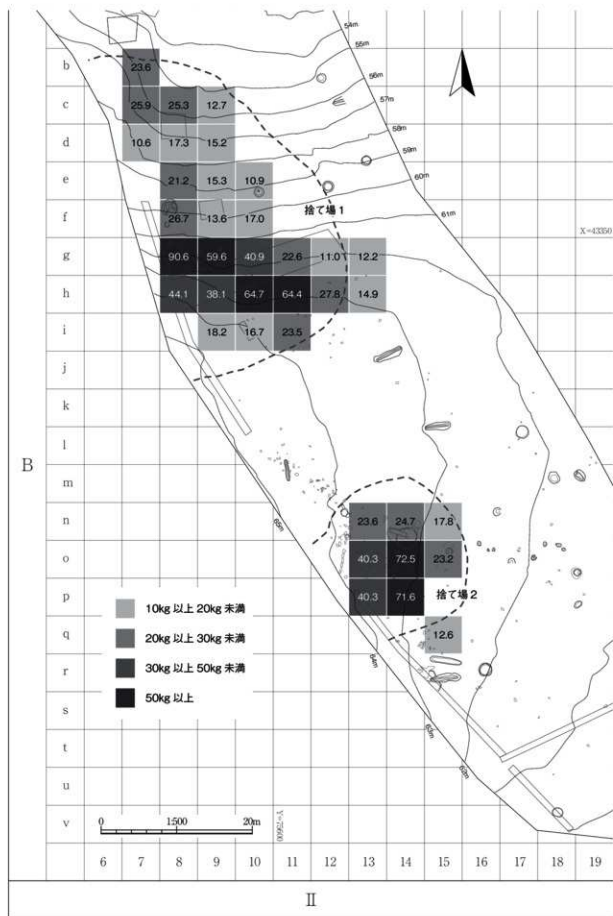 54m
55m
56m
57m
58m
59m
60m
61m
X=43350
b 23.6
c 25.9 25.3 12.7
d 10.6 17.3 15.2
e 21.2 15.3 10.9
捨て場1
f 26.7 13.6 17.0
g 90.6 59.6 40.9 22.6 11.0 12.2
h 44.1 38.1 64.7 64.4 27.8 14.9
i 18.2 16.7 23.5
j
k
l
B
m
n 23.6 24.7 17.8
65m
o 40.3 72.5 23.2
p 40.3 71.6
捨て場2
q 12.6
r
64m
s
t
63m
u
v
10kg 以上 20kg 未満
20kg 以上 30kg 未満
30kg 以上 50kg 未満
50kg 以上
0 1:500 20m
6 7 8 9 10 11 12 13 14 15 16 17 18 19
II